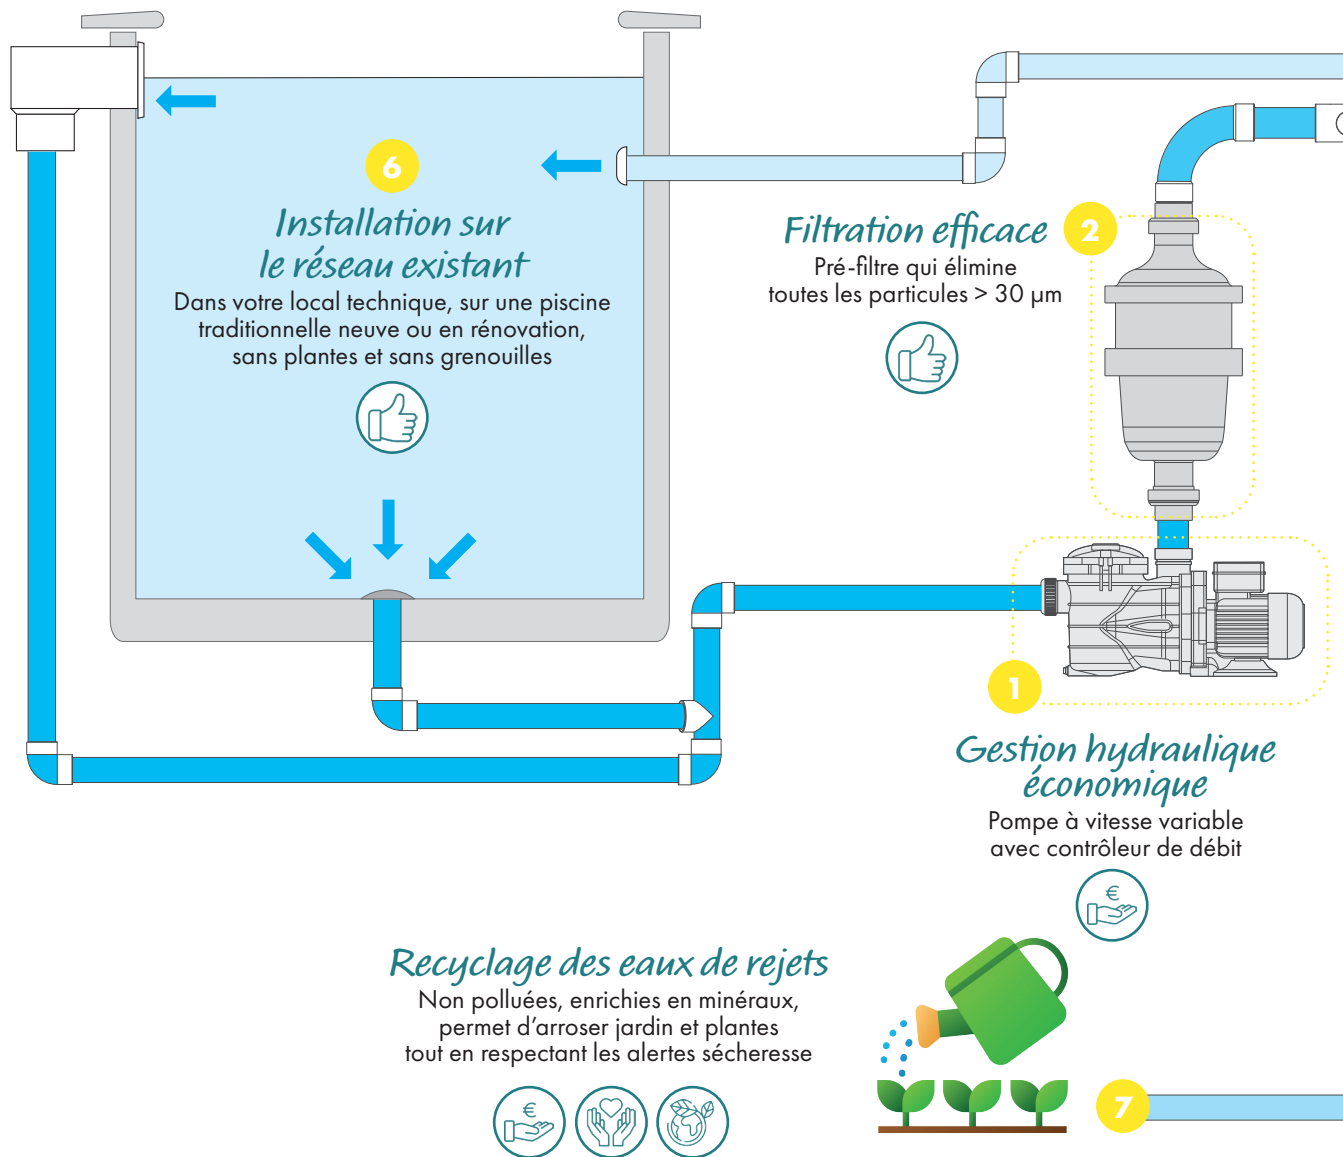 6
Installation sur
le réseau existant
Dans votre local technique, sur une piscine
traditionnelle neuve ou en rénovation,
sans plantes et sans grenouilles
Filtration efficace
2
Pré-filtre qui élimine
toutes les particules > 30 µm
1
Gestion hydraulique
économique
Pompe à vitesse variable
avec contrôleur de débit
€
Recyclage des eaux de rejets
Non polluées, enrichies en minéraux,
permet d’arroser jardin et plantes
tout en respectant les alertes sécheresse
€
7